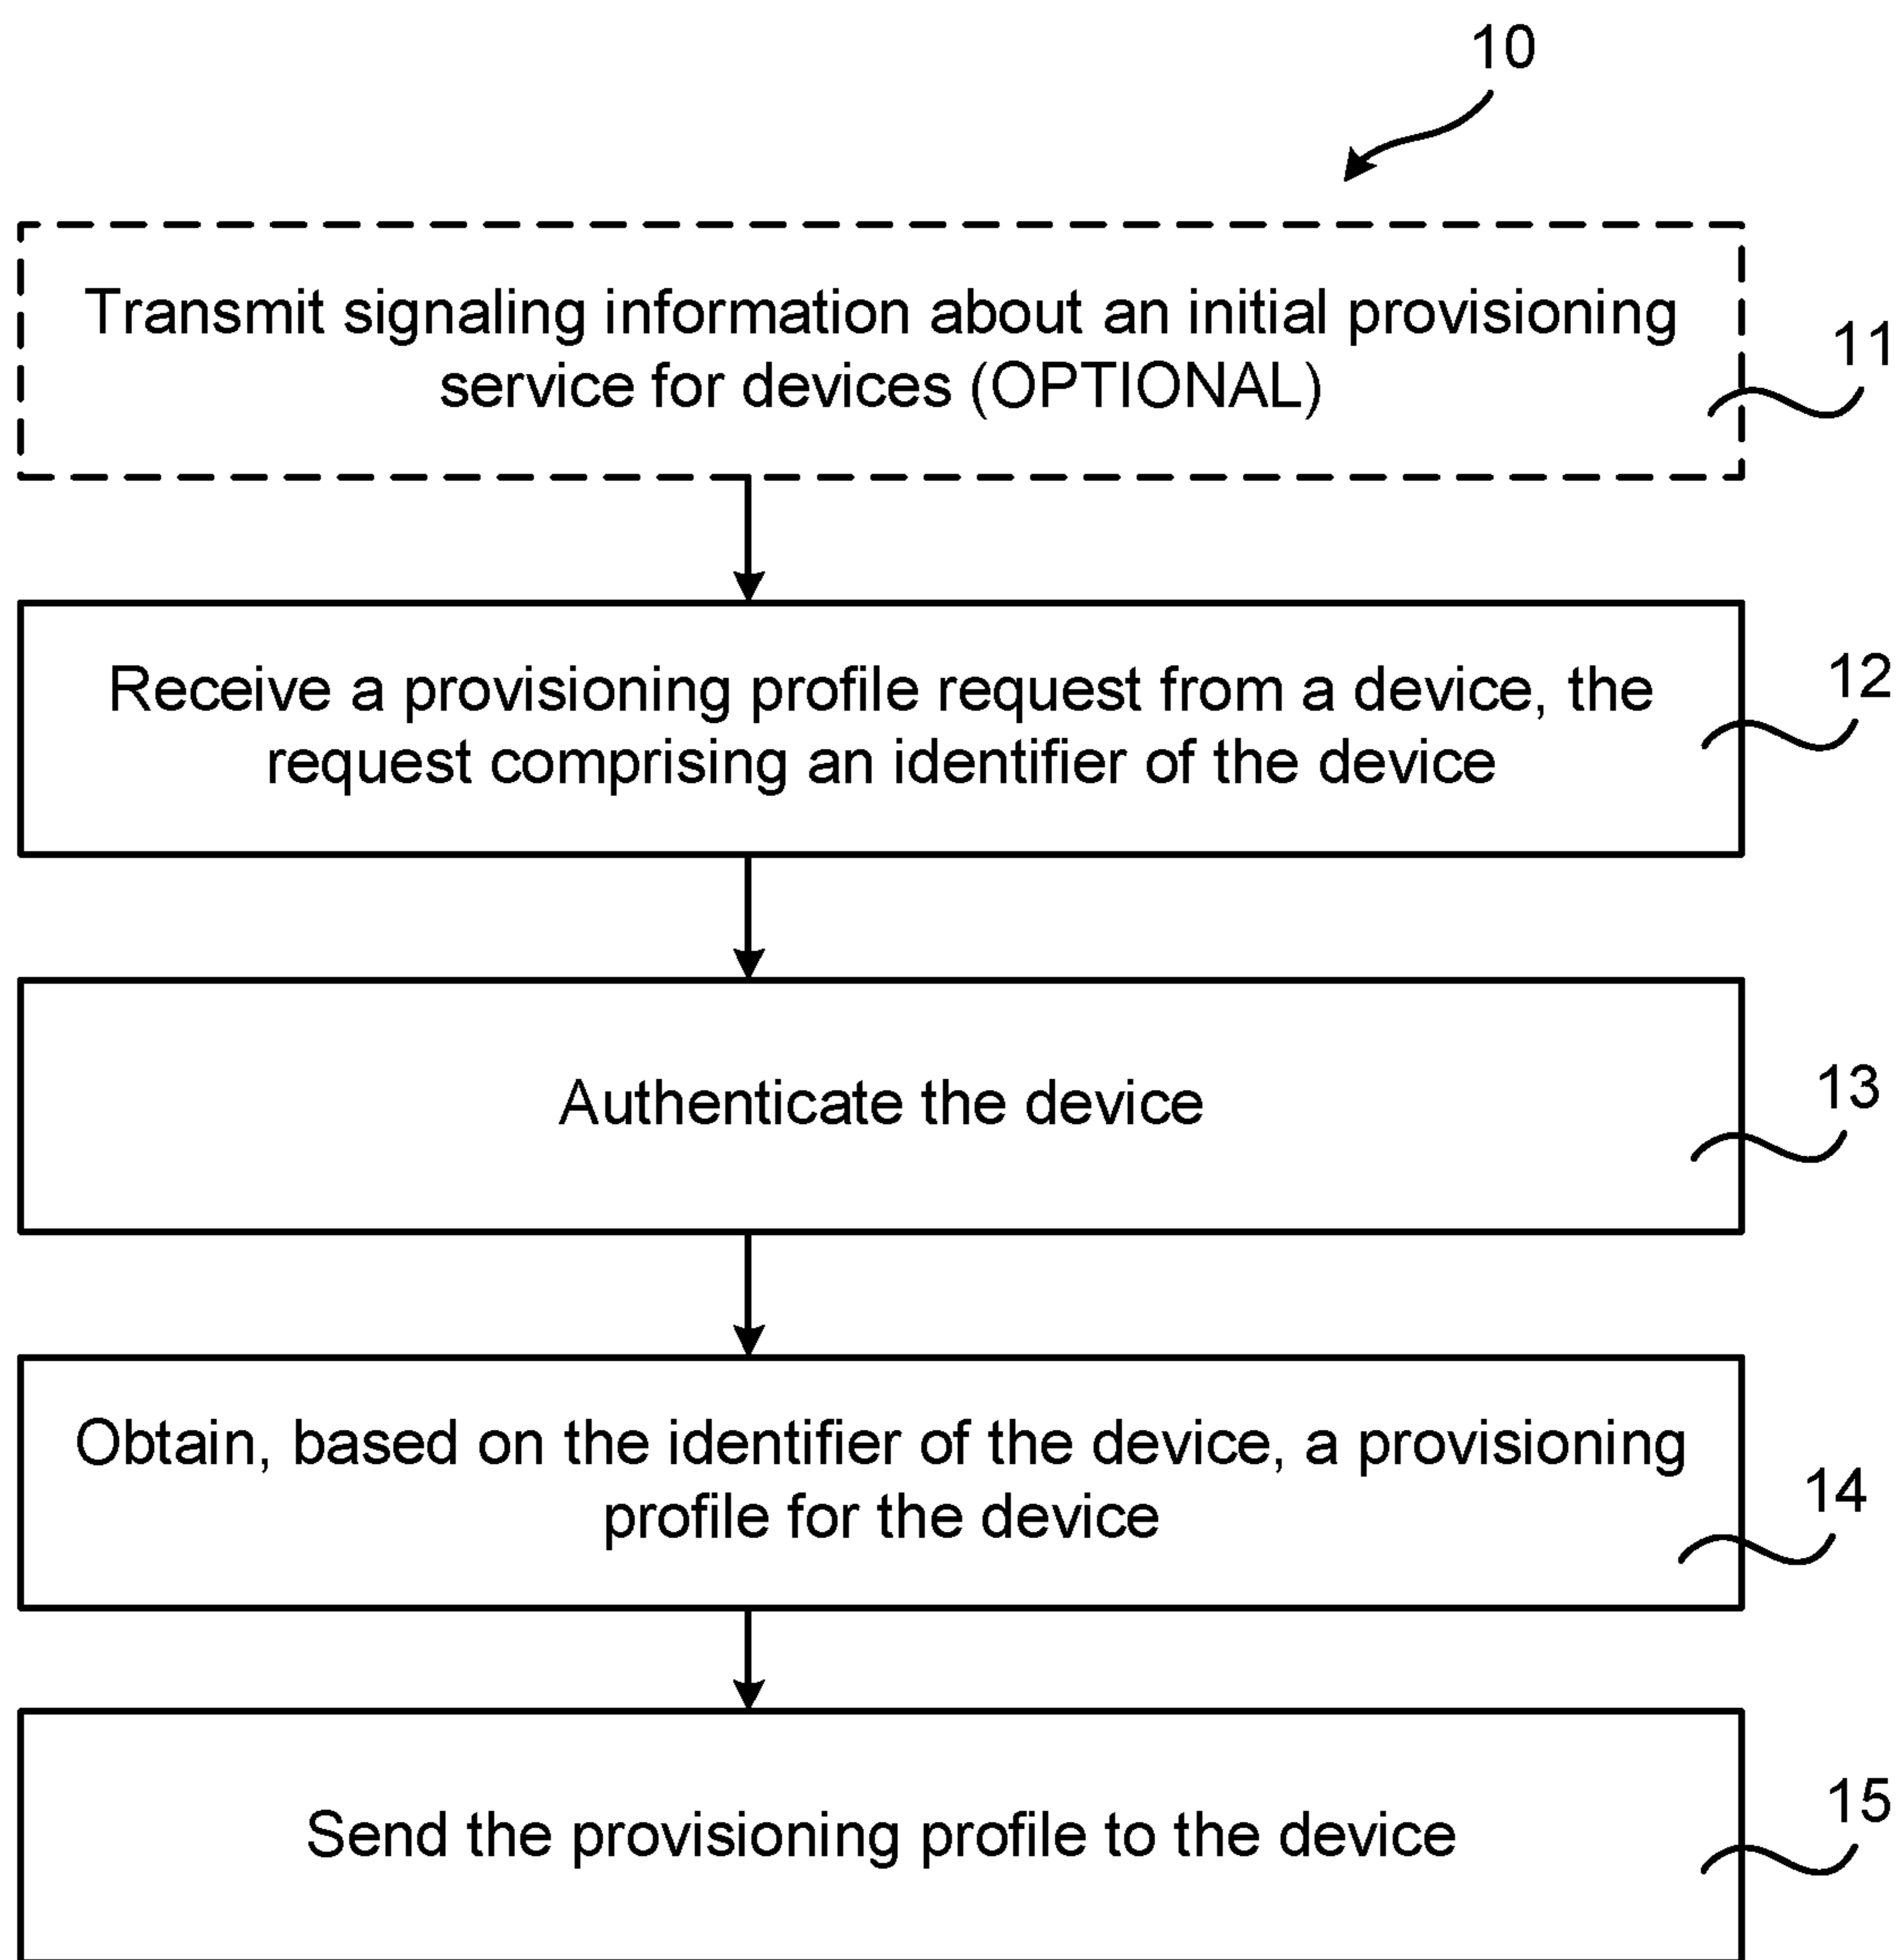 10
Transmit signaling information about an initial provisioning
service for devices (OPTIONAL)
11
Receive a provisioning profile request from a device, the
request comprising an identifier of the device
12
Authenticate the device
13
Obtain, based on the identifier of the device, a provisioning
profile for the device
14
Send the provisioning profile to the device
15